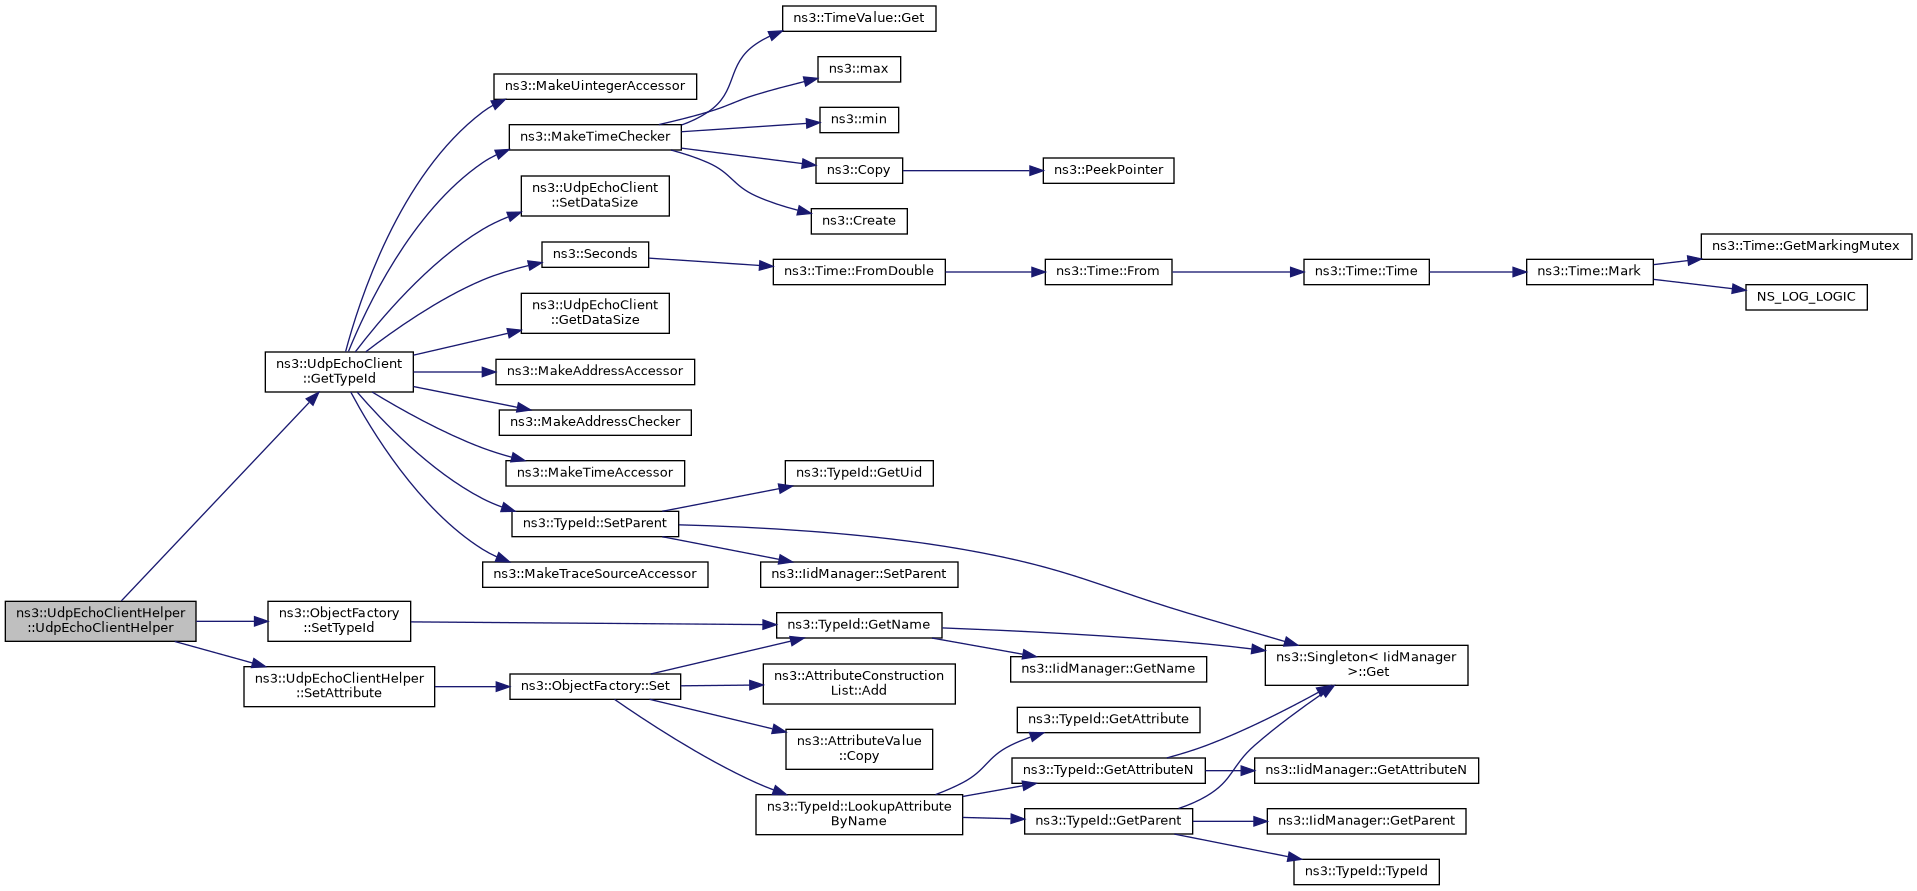 ns3::TimeValue::Get
ns3::max
ns3::MakeUintegerAccessor
ns3::min
ns3::MakeTimeChecker
ns3::Copy
ns3::PeekPointer
ns3::UdpEchoClient
::SetDataSize
ns3::Create
ns3::Seconds
ns3::Time::GetMarkingMutex
ns3::Time::FromDouble
ns3::Time::From
ns3::Time::Time
ns3::Time::Mark
NS_LOG_LOGIC
ns3::UdpEchoClient
::GetDataSize
ns3::UdpEchoClient
::GetTypeId
ns3::MakeAddressAccessor
ns3::MakeAddressChecker
ns3::MakeTimeAccessor
ns3::TypeId::GetUid
ns3::TypeId::SetParent
ns3::MakeTraceSourceAccessor
ns3::IidManager::SetParent
ns3::UdpEchoClientHelper
::UdpEchoClientHelper
ns3::ObjectFactory
::SetTypeId
ns3::TypeId::GetName
ns3::IidManager::GetName
ns3::Singleton< IidManager
>::Get
ns3::UdpEchoClientHelper
::SetAttribute
ns3::ObjectFactory::Set
ns3::AttributeConstruction
List::Add
ns3::TypeId::GetAttribute
ns3::AttributeValue
::Copy
ns3::TypeId::GetAttributeN
ns3::IidManager::GetAttributeN
ns3::TypeId::LookupAttribute
ByName
ns3::TypeId::GetParent
ns3::IidManager::GetParent
ns3::TypeId::TypeId